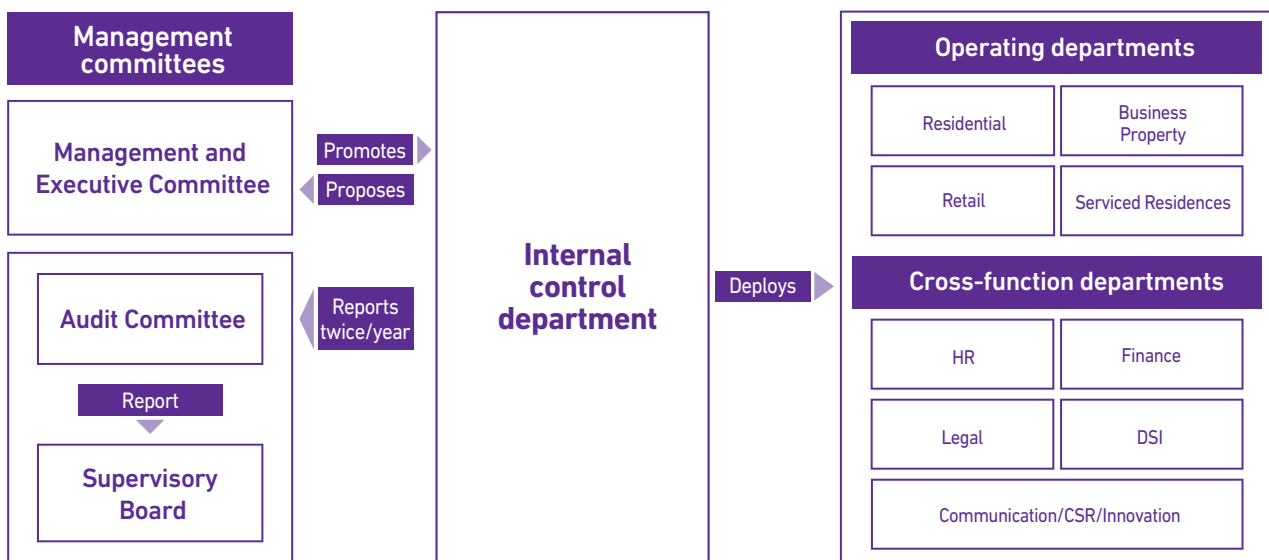 Management
committees
Management and
Executive Committee
Promotes
Proposes
Audit Committee
Reports
twice/year
Report
Supervisory
Board
Internal
control
department
Deploys
Operating departments
Residential
Business
Property
Retail
Serviced Residences
Cross-function departments
HR
Finance
Legal
DSI
Communication/CSR/Innovation